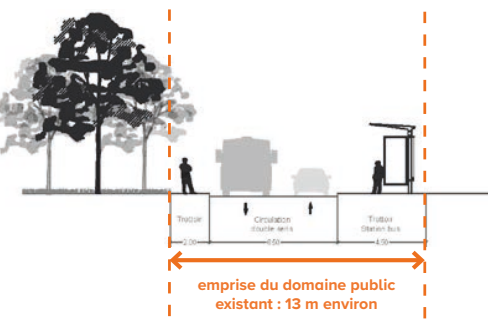 Trottoir
Circulation
double sens
Trottoir
Station bus
2,00
6,50
4,50
emprise du domaine public
existant : 13 m environ